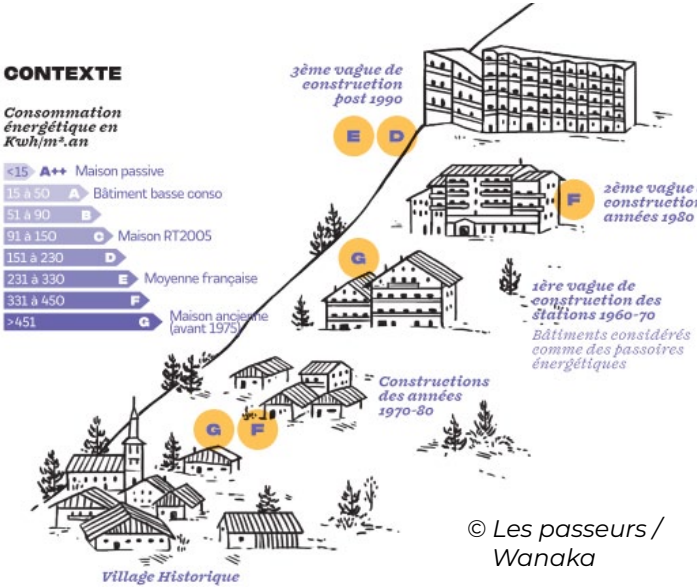 CONTEXTE
Consommation
énergétique en
Kwh/m².an
<15 A++ Maison passive
15 à 50 A Bâtiment basse conso
51 à 90 B
91 à 150 C Maison RT2005
151 à 230 D
231 à 330 E Moyenne française
331 à 450 F
>451 G Maison ancienne
(avant 1975)
3ème vague de
construction
post 1990
E D
2ème vague
construction
années 1980
F
G
1ère vague de
construction des
stations 1960-70
Bâtiments considérés
comme des passoires
énergétiques
Constructions
des années
1970-80
G F
Village Historique
© Les passeurs /
Wanaka